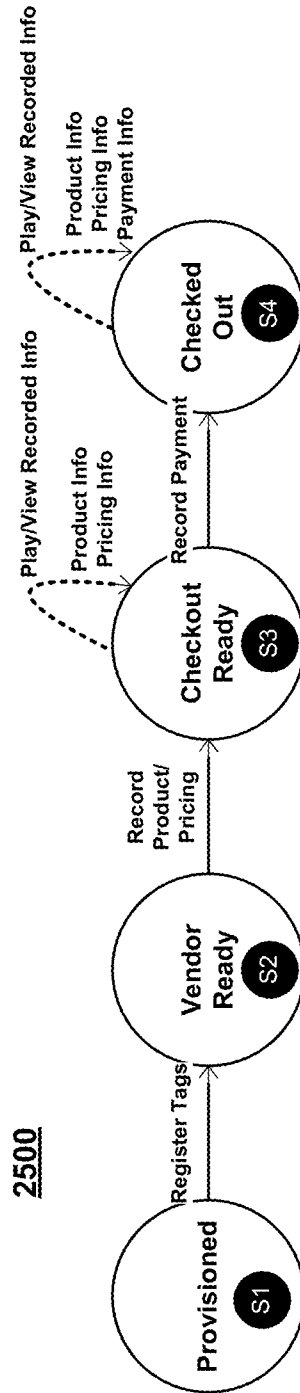 2500
Provisioned
S1
Register Tags
Vendor
Ready
S2
Record
Product/
Pricing
Checkout
Ready
S3
Play/View Recorded Info
Product Info
Pricing Info
Record Payment
Checked
Out
S4
Play/View Recorded Info
Product Info
Pricing Info
Payment Info